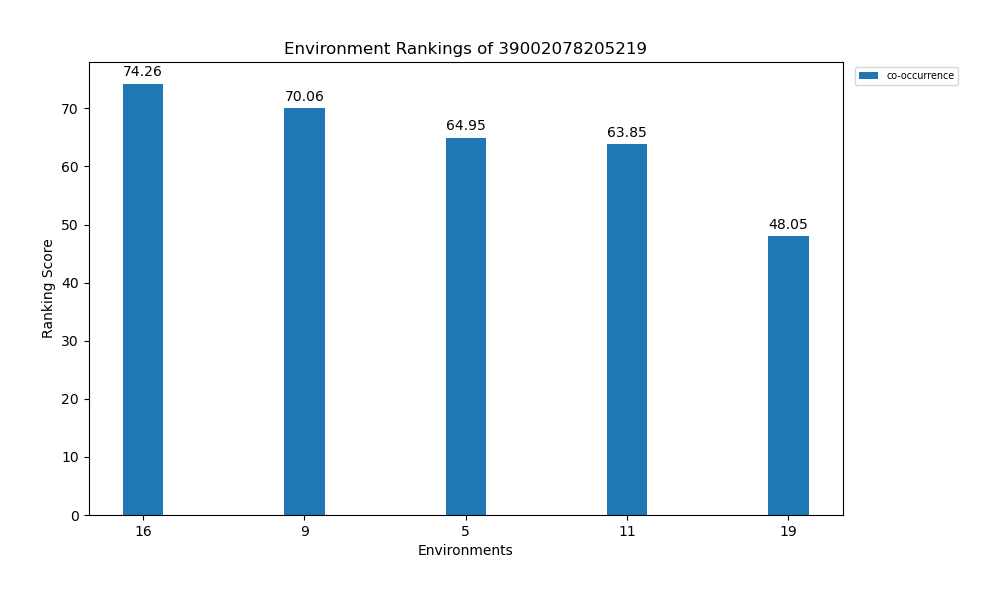 Environment Rankings of 39002078205219
co-occurrence
74.26
70.06
64.95
63.85
48.05
Ranking Score
70
60
50
40
30
20
10
0
16 9 5 11 19
Environments